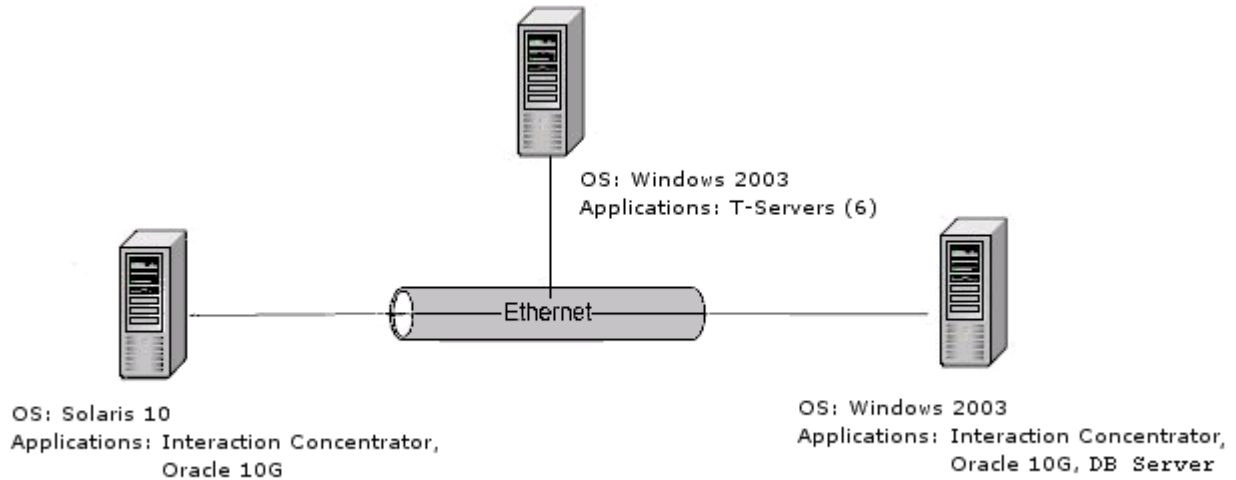 OS: Windows 2003
Applications: T-Servers (6)
Ethernet
OS: Solaris 10
Applications: Interaction Concentrator,
Oracle 10G
OS: Windows 2003
Applications: Interaction Concentrator,
Oracle 10G, DB Server